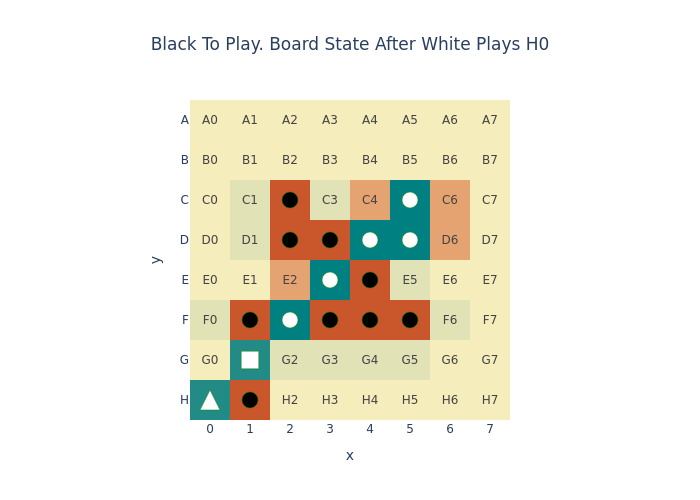 Black To Play. Board State After White Plays H0
A A0 A1 A2 A3 A4 A5 A6 A7
B B0 B1 B2 B3 B4 B5 B6 B7
C C0 C1 C3 C4 C6 C7
D D0 D1 D6 D7
y
E E0 E1 E2 E5 E6 E7
F F0 F6 F7
G G0 G2 G3 G4 G5 G6 G7
H H2 H3 H4 H5 H6 H7
0 1 2 3 4 5 6 7
x